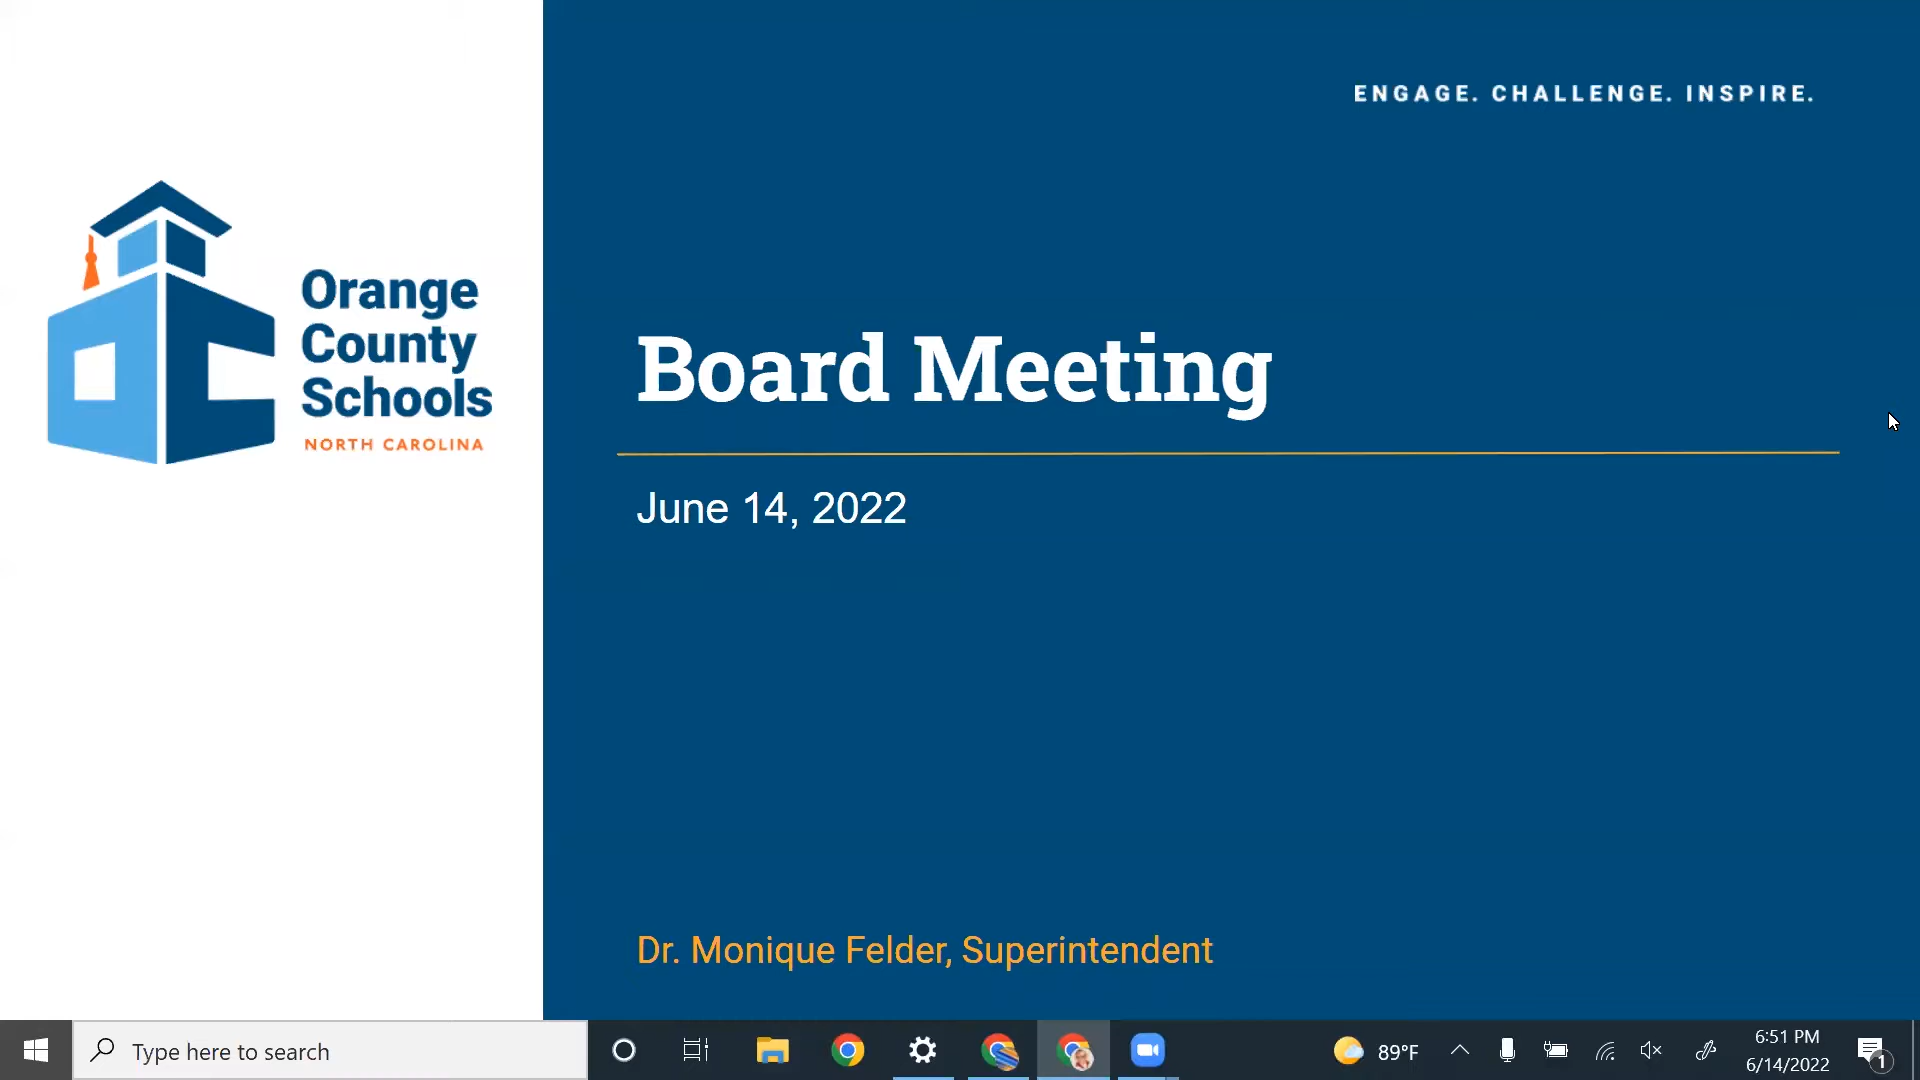 ENGAGE. CHALLENGE. INSPIRE.
Orange
County
Schools
NORTH CAROLINA
Board Meeting
June 14, 2022
Dr. Monique Felder, Superintendent
Type here to search
89°F
6:51 PM
6/14/2022
1